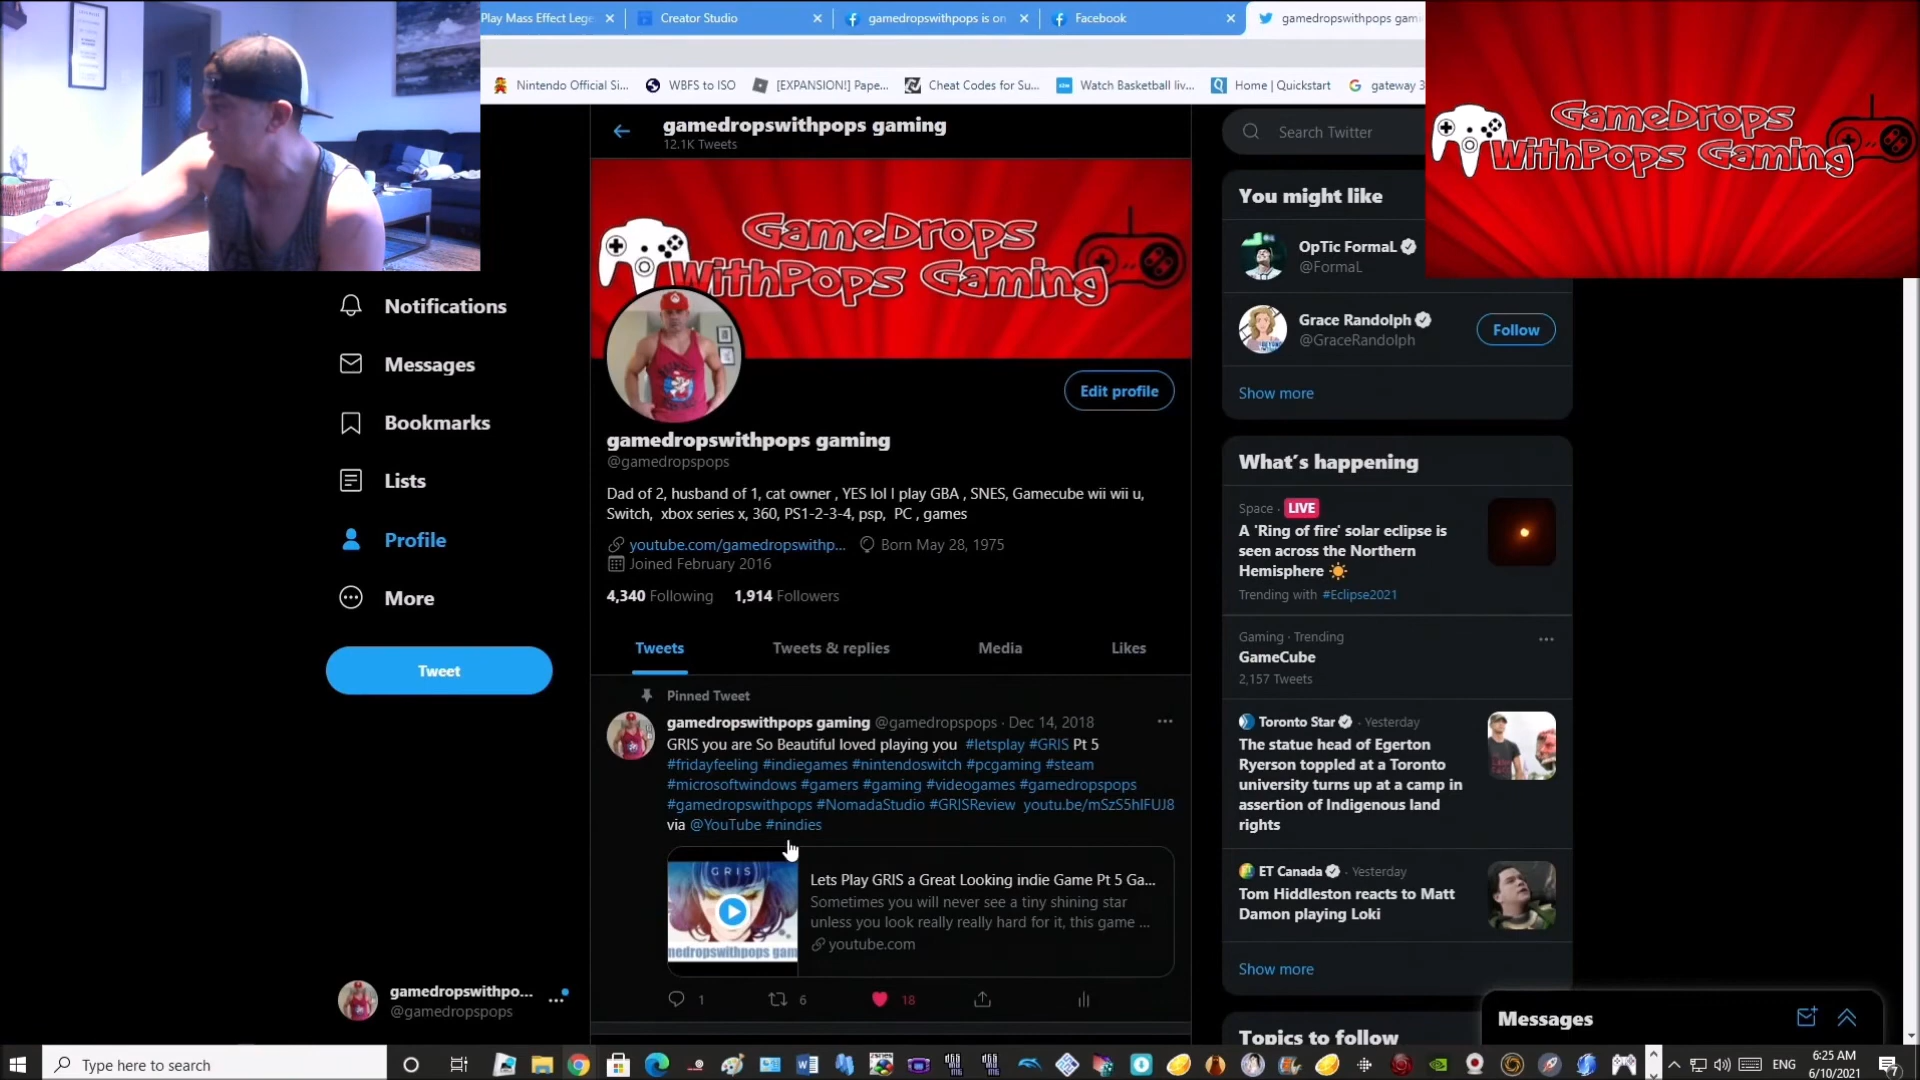 Play Mass Effect Lege
Creator Studio
gamedropswithpops is on
Facebook
gamedropswithpops gami
Nintendo Official Si...
WBFS to ISO
[EXPANSION!] Pape...
Cheat Codes for Su...
Watch Basketball liv...
Home | Quickstart
gateway 3
gamedropswithpops gaming
12.1K Tweets
Search Twitter
GameDrops
WithPops Gaming
GameDrops
WithPops Gaming
You might like
OpTic FormaL
@FormaL
Grace Randolph
@GraceRandolph
Follow
Show more
Notifications
Messages
Bookmarks
Lists
Profile
More
Tweet
gamedropswithpo...
@gamedropspops
Edit profile
gamedropswithpops gaming
@gamedropspops
Dad of 2, husband of 1, cat owner , YES lol I play GBA , SNES, Gamecube wii wii u,
Switch, xbox series x, 360, PS1-2-3-4, psp, PC , games
youtube.com/gamedropswithp... Born May 28, 1975
Joined February 2016
4,340 Following 1,914 Followers
Tweets Tweets & replies Media Likes
Pinned Tweet
gamedropswithpops gaming @gamedropspops · Dec 14, 2018
GRIS you are So Beautiful loved playing you #letsplay #GRIS Pt 5
#fridayfeeling #indiegames #nintendoswitch #pcgaming #steam
#microsoftwindows #gamers #gaming #videogames #gamedropspops
#gamedropswithpops #NomadaStudio #GRISReview youtu.be/mSzS5hlFUJ8
via @YouTube #nindies
GRIS
medropswithpops gam
Lets Play GRIS a Great Looking indie Game Pt 5 Ga...
Sometimes you will never see a tiny shining star
unless you look really really hard for it, this game ...
youtube.com
1 6 18
What's happening
Space · LIVE
A 'Ring of fire' solar eclipse is
seen across the Northern
Hemisphere
Trending with #Eclipse2021
Gaming · Trending
GameCube
2,157 Tweets
Toronto Star · Yesterday
The statue head of Egerton
Ryerson toppled at a Toronto
university turns up at a camp in
assertion of Indigenous land
rights
ET Canada · Yesterday
Tom Hiddleston reacts to Matt
Damon playing Loki
Show more
Topics to follow
Messages
Type here to search
ENG
6:25 AM
6/10/2021
7